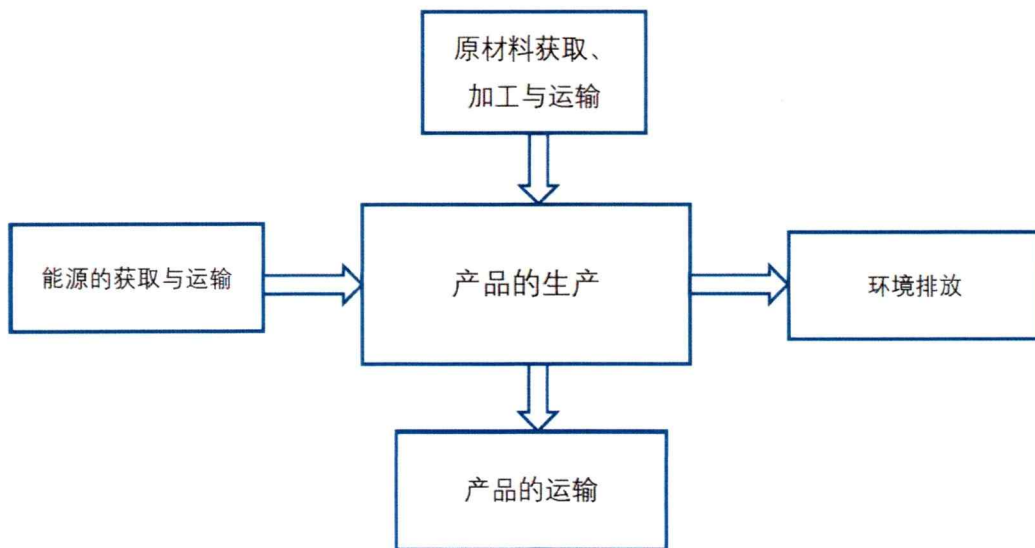 原材料获取、
加工与运输
能源的获取与运输
产品的生产
环境排放
产品的运输